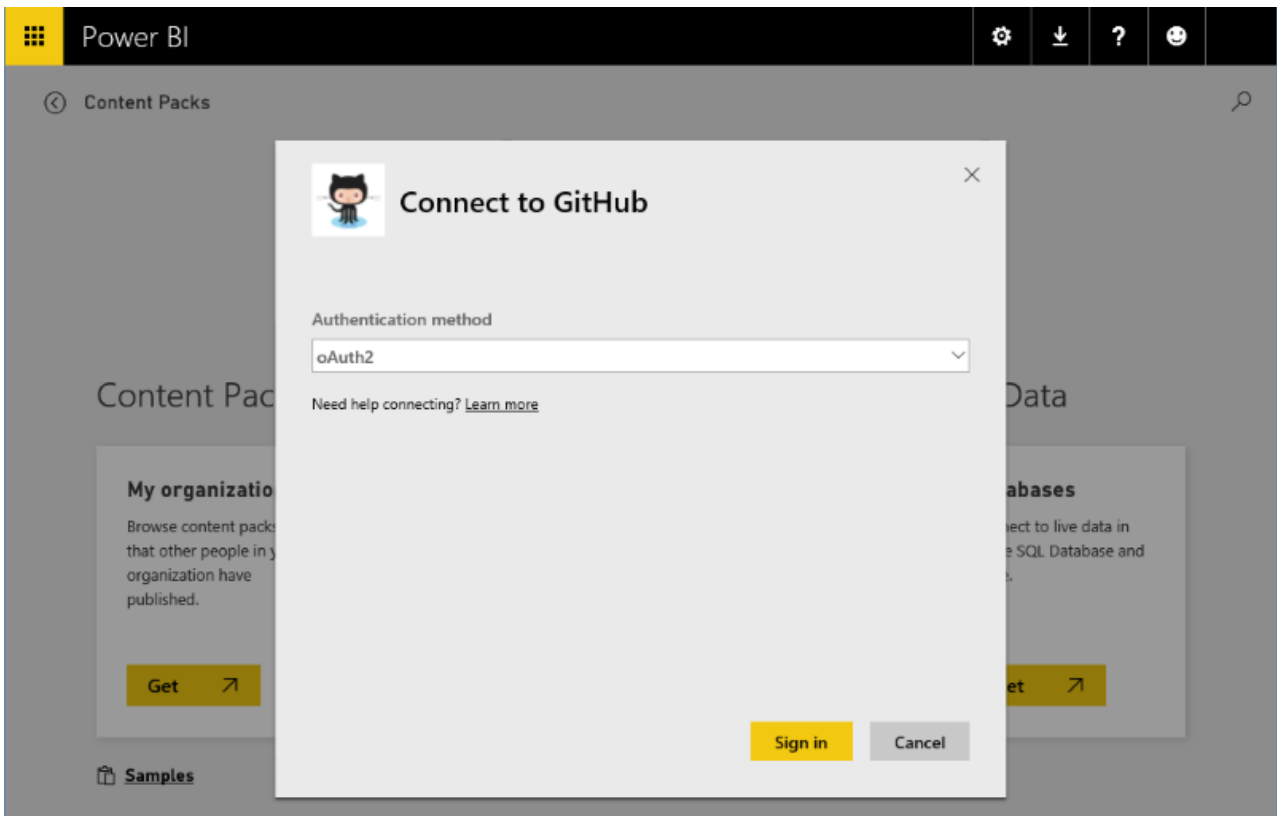 Power BI
?
Content Packs
Connect to GitHub
Authentication method
oAuth2
Need help connecting? Learn more
Content Pac
Data
My organizatio
Browse content packs
that other people in y
organization have
published.
Get
abases
nect to live data in
e SQL Database and
e.
et
Sign in
Cancel
Samples